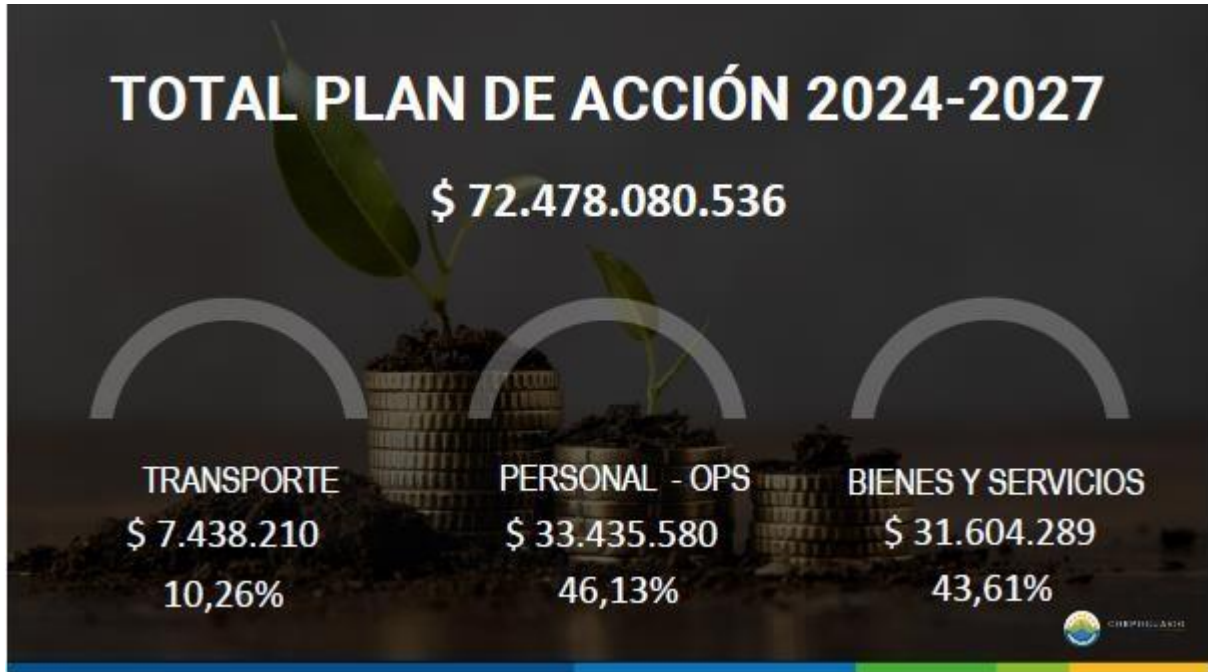 TOTAL PLAN DE ACCIÓN 2024-2027
$ 72.478.080.536
TRANSPORTE
$ 7.438.210
10,26%
PERSONAL - OPS
$ 33.435.580
46,13%
BIENES Y SERVICIOS
$ 31.604.289
43,61%